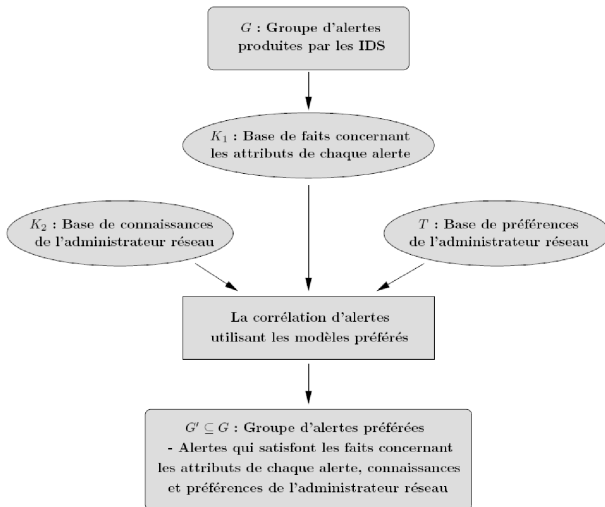 G : Groupe d'alertes
produites par les IDS
K₁ : Base de faits concernant
les attributs de chaque alerte
K₂ : Base de connaissances
de l'administrateur réseau
T : Base de préférences
de l'administrateur réseau
La corrélation d'alertes
utilisant les modèles préférés
G' ⊆ G : Groupe d'alertes préférées
- Alertes qui satisfont les faits concernant
les attributs de chaque alerte, connaissances
et préférences de l'administrateur réseau